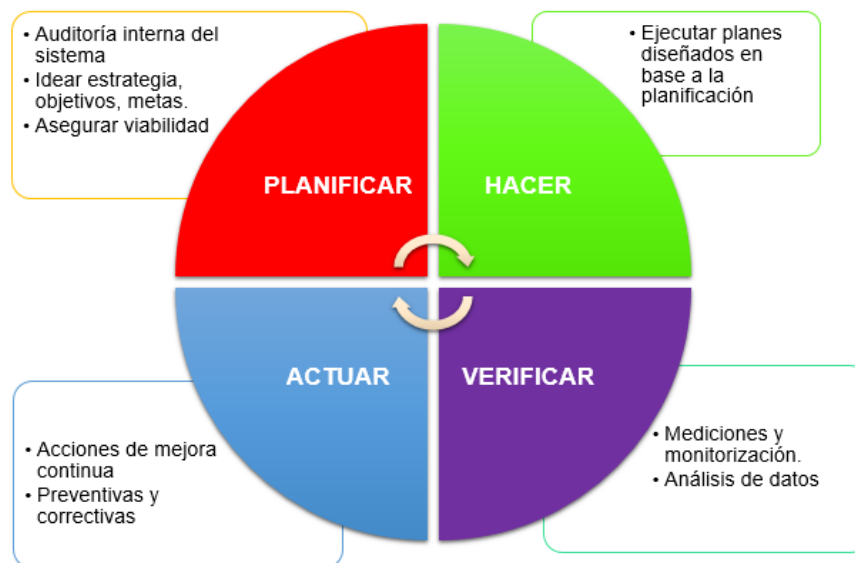 • Auditoría interna del
sistema
• Idear estrategia,
objetivos, metas.
• Asegurar viabilidad
• Ejecutar planes
diseñados en
base a la
planificación
PLANIFICAR
HACER
ACTUAR
VERIFICAR
• Acciones de mejora
continua
• Preventivas y
correctivas
• Mediciones y
monitorización.
• Análisis de datos